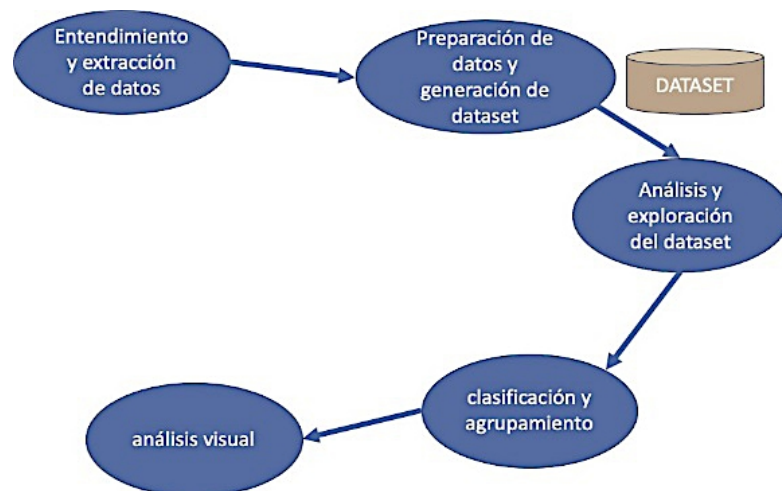 Entendimiento
y extracción
de datos
Preparación de
datos y
generación de
dataset
DATASET
Análisis y
exploración
del dataset
clasificación y
agrupamiento
análisis visual